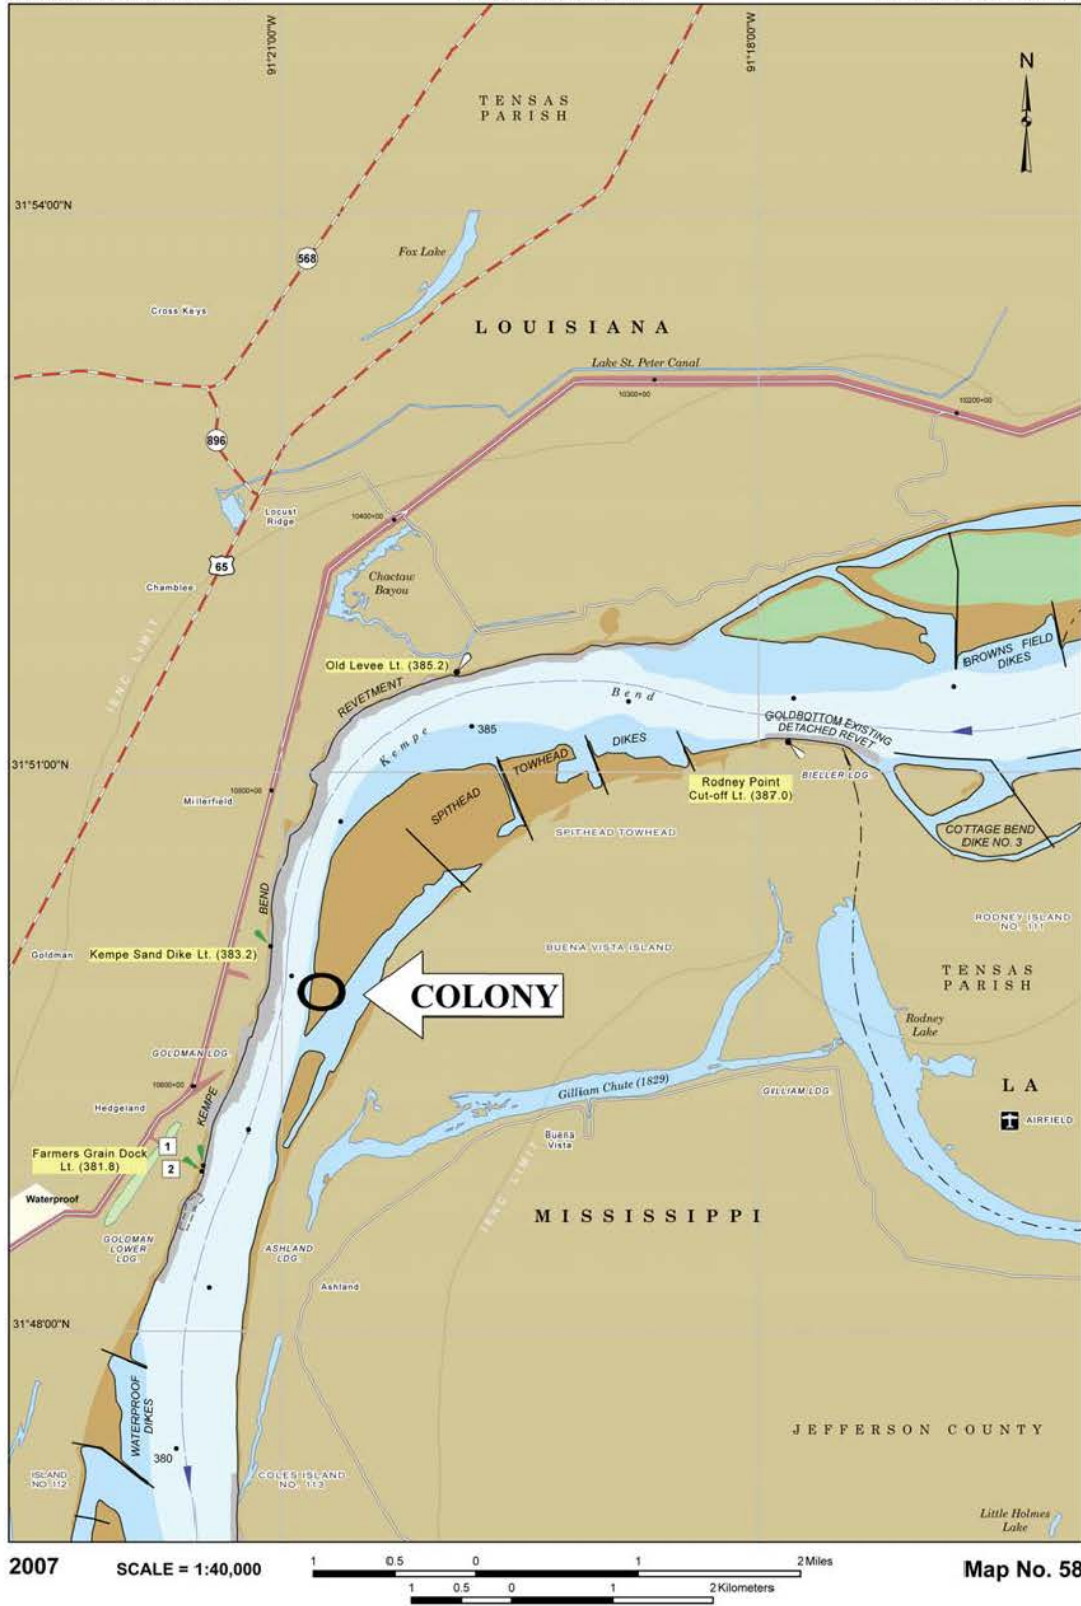 91°21'00"W
91°18'00"W
N
TENSAS
PARISH
31°54'00"N
568
Fox Lake
Cross Keys
LOUISIANA
Lake St. Peter Canal
10300+00
10200+00
896
Locust
Ridge
10400+00
65
Chamblee
Choctaw
Bayou
IENC LIMIT
Old Levee Lt. (385.2)
REVETMENT
BROWNS FIELD
DIKES
Bend
Kempe
385
GOLDBOTTOM EXISTING
DETACHED REVET
DIKES
TOWHEAD
SPITHEAD
31°51'00"N
Rodney Point
Cut-off Lt. (387.0)
BIELLER LDG.
Millerfield
SPITHEAD TOWHEAD
COTTAGE BEND
DIKE NO. 3
BEND
RODNEY ISLAND
NO. 111
Goldman
Kempe Sand Dike Lt. (383.2)
BUENA VISTA ISLAND
TENSAS
PARISH
COLONY
Rodney
Lake
GOLDMAN LDG.
10600+00
Gilliam Chute (1829)
GILLIAM LDG.
LA
Hedgeland
KEMPE
AIRFIELD
1
Buena
Vista
Farmers Grain Dock
Lt. (381.8)
2
Waterproof
IENC LIMIT
MISSISSIPPI
GOLDMAN
LOWER
LDG.
ASHLAND
LDG.
Ashland
31°48'00"N
WATERPROOF
DIKES
JEFFERSON COUNTY
380
ISLAND
NO. 112
COLES ISLAND
NO. 113
Little Holmes
Lake
2007
SCALE = 1:40,000
1 0.5 0 1 2 Miles
1 0.5 0 2 Kilometers
Map No. 58